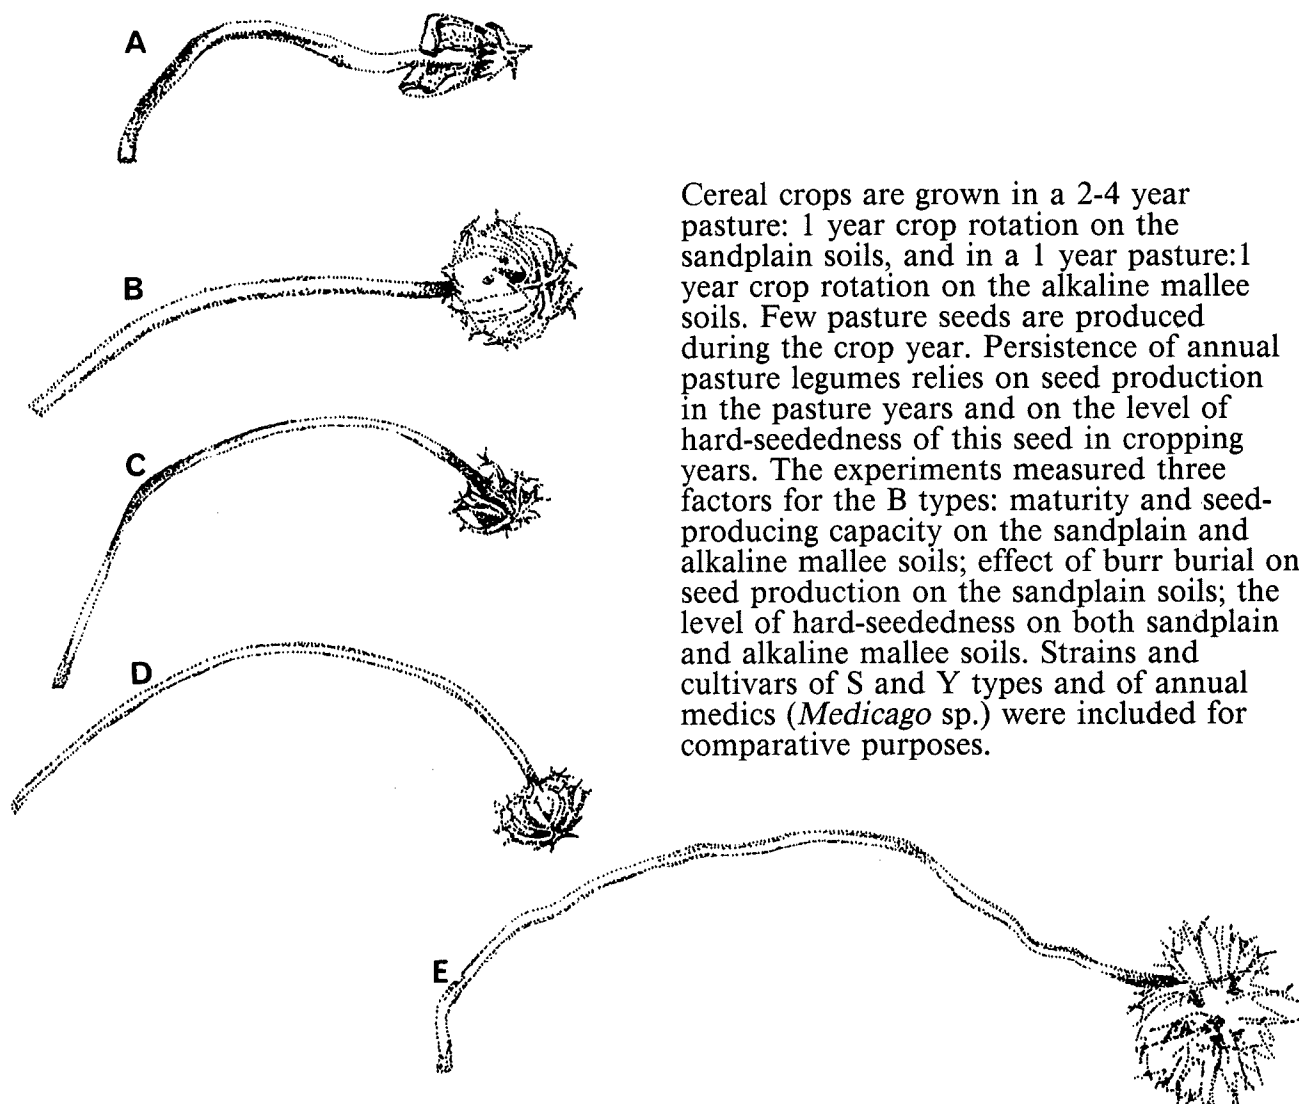 A
B
C
D
E
Cereal crops are grown in a 2-4 year
pasture: 1 year crop rotation on the
sandplain soils, and in a 1 year pasture:1
year crop rotation on the alkaline mallee
soils. Few pasture seeds are produced
during the crop year. Persistence of annual
pasture legumes relies on seed production
in the pasture years and on the level of
hard-seededness of this seed in cropping
years. The experiments measured three
factors for the B types: maturity and seed-
producing capacity on the sandplain and
alkaline mallee soils; effect of burr burial on
seed production on the sandplain soils; the
level of hard-seededness on both sandplain
and alkaline mallee soils. Strains and
cultivars of S and Y types and of annual
medics (Medicago sp.) were included for
comparative purposes.